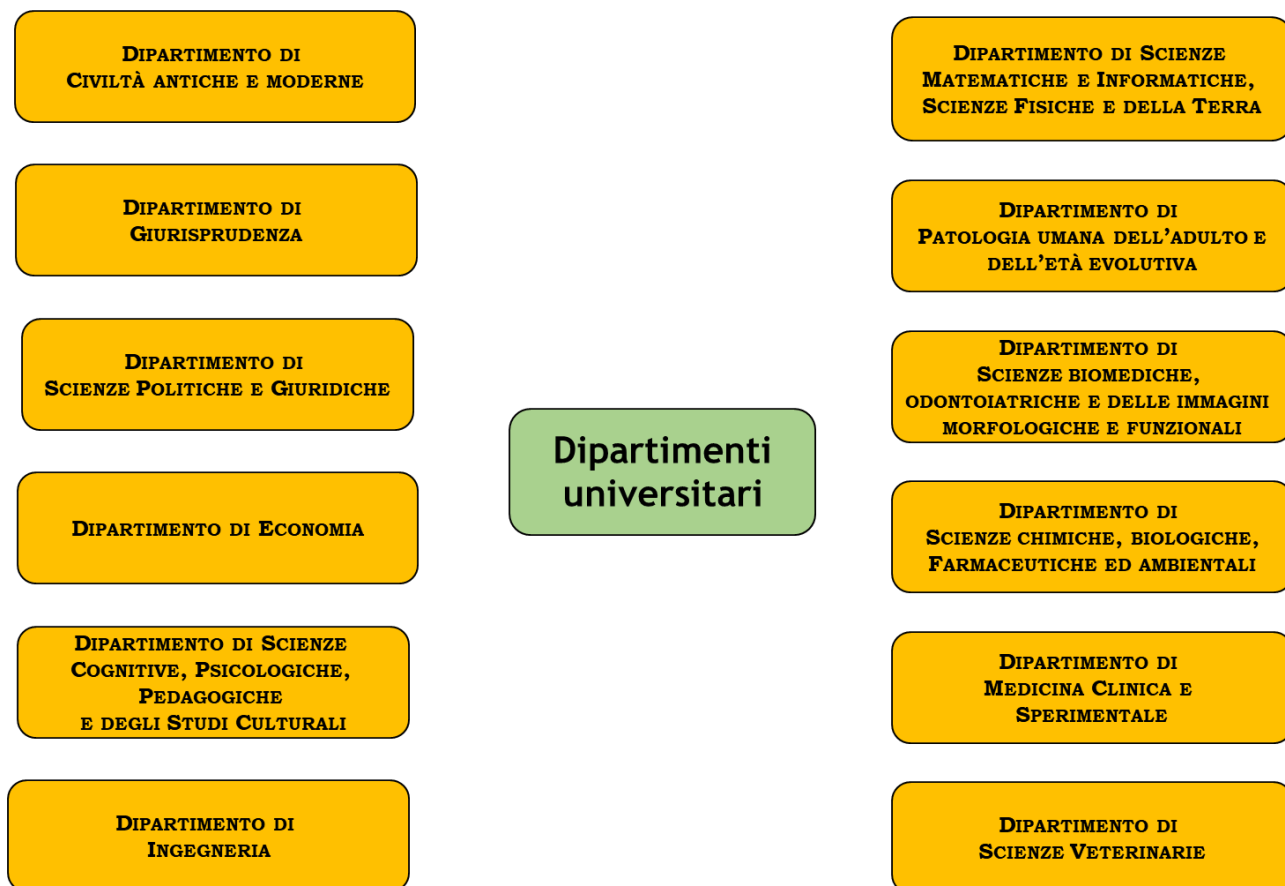 Dipartimento di
Civiltà antiche e moderne
Dipartimento di
Giurisprudenza
Dipartimento di
Scienze Politiche e Giuridiche
Dipartimento di Economia
Dipartimento di Scienze
Cognitive, Psicologiche,
Pedagogiche
e degli Studi Culturali
Dipartimento di
Ingegneria
Dipartimenti
universitari
Dipartimento di Scienze
Matematiche e Informatiche,
Scienze Fisiche e della Terra
Dipartimento di
Patologia umana dell'adulto e
dell'età evolutiva
Dipartimento di
Scienze biomediche,
odontoiatriche e delle immagini
morfologiche e funzionali
Dipartimento di
Scienze chimiche, biologiche,
Farmaceutiche ed ambientali
Dipartimento di
Medicina Clinica e
Sperimentale
Dipartimento di
Scienze Veterinarie